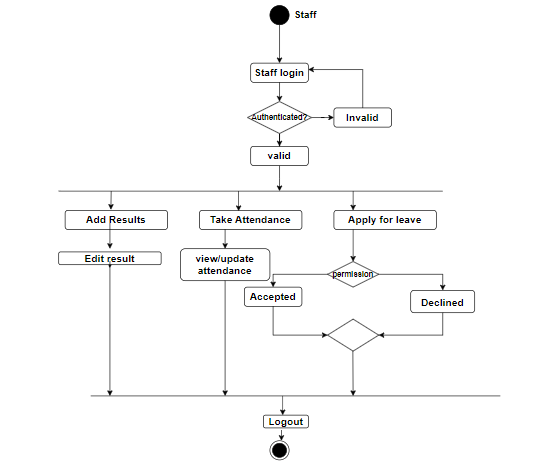 Staff
Staff login
Authenticated?
Invalid
valid
Add Results
Take Attendance
Apply for leave
Edit result
view/update
attendance
permission
Accepted
Declined
Logout